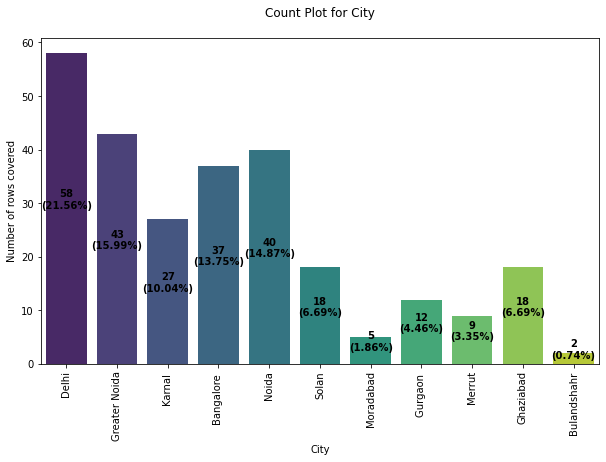 Count Plot for City
Number of rows covered
60
50
40
30
20
10
0
58
(21.56%)
43
(15.99%)
27
(10.04%)
37
(13.75%)
40
(14.87%)
18
(6.69%)
5
(1.86%)
12
(4.46%)
9
(3.35%)
18
(6.69%)
2
(0.74%)
Delhi
Greater Noida
Karnal
Bangalore
Noida
Solan
Moradabad
Gurgaon
Merrut
Ghaziabad
Bulandshahr
City